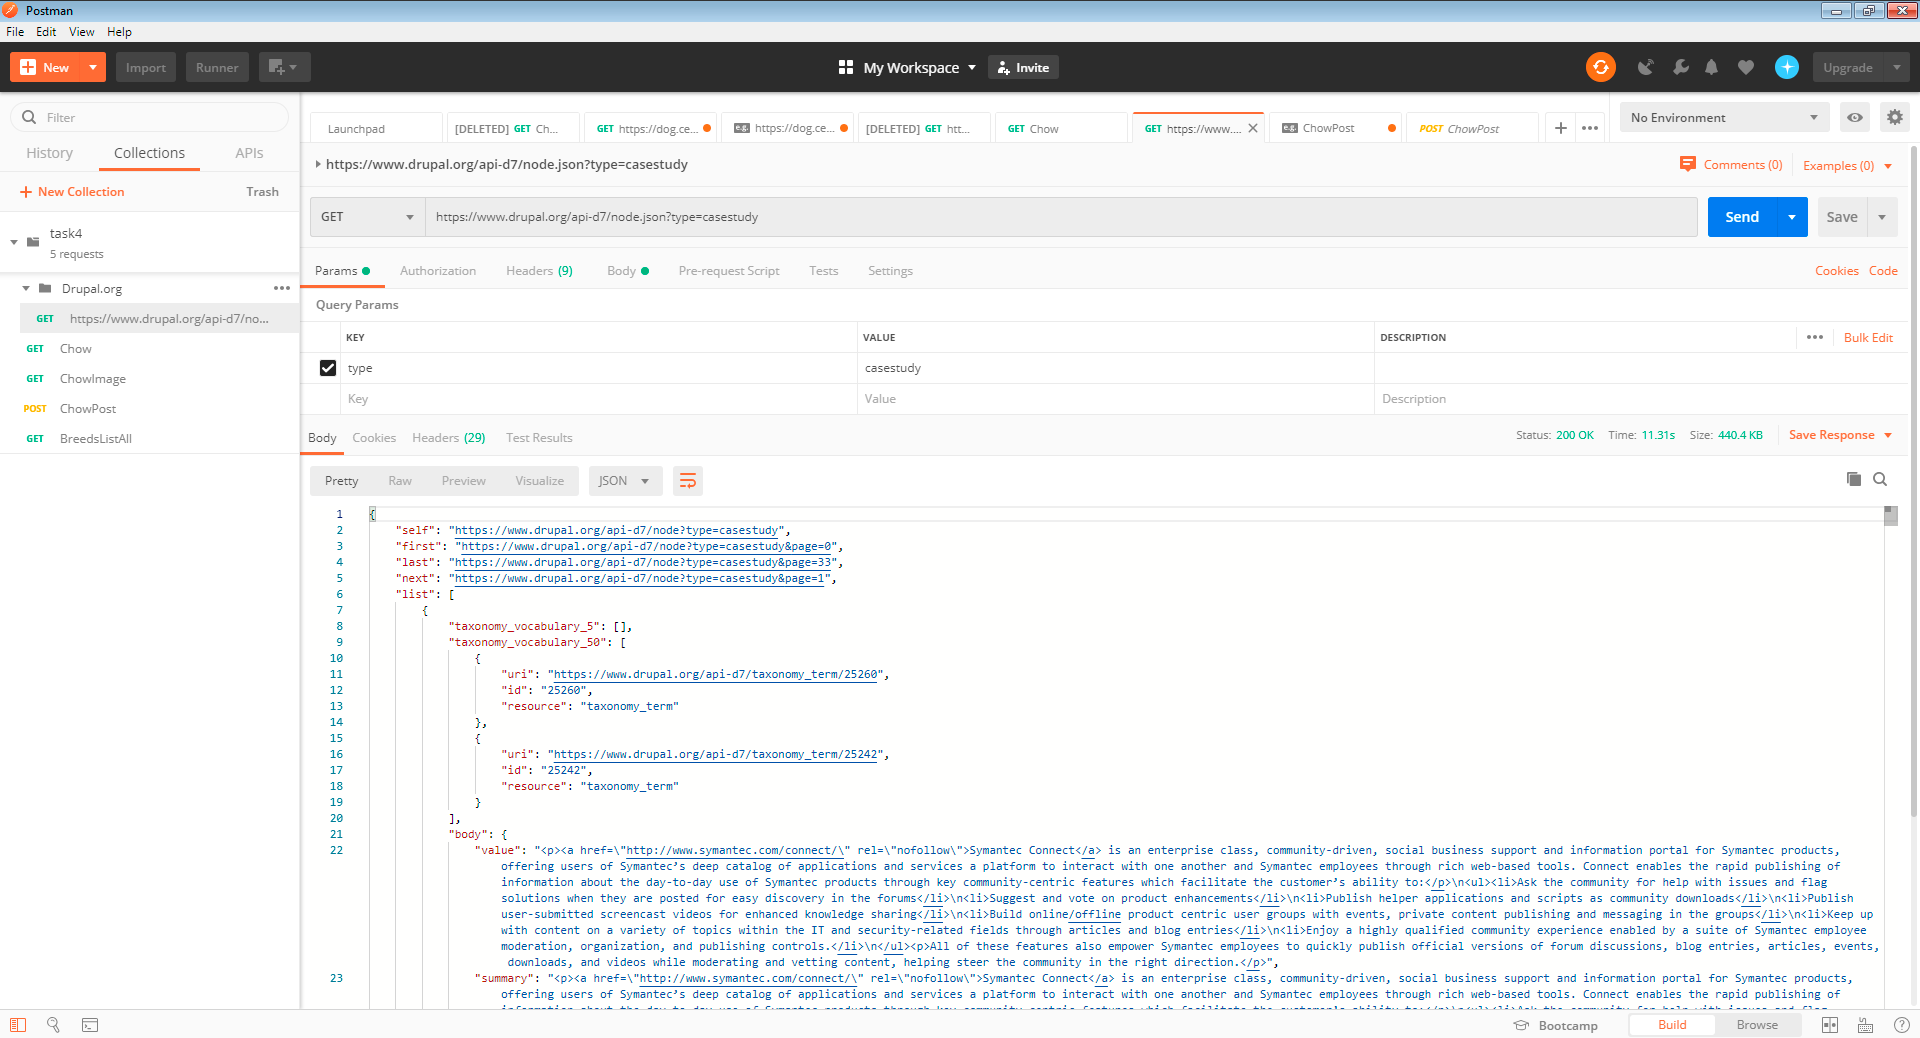 Postman
File Edit View Help
New Import Runner My Workspace Invite Upgrade
Filter
History Collections APIs
New Collection Trash
task4
5 requests
Drupal.org
GET https://www.drupal.org/api-d7/no...
GET Chow
GET ChowImage
POST ChowPost
GET BreedsListAll
Launchpad [DELETED] GET Ch... GET https://dog.ce... e.g. https://dog.ce... [DELETED] GET htt... GET Chow GET https://www.... e.g. ChowPost POST ChowPost
No Environment
https://www.drupal.org/api-d7/node.json?type=casestudy
Comments (0) Examples (0)
GET https://www.drupal.org/api-d7/node.json?type=casestudy Send Save
Params Authorization Headers (9) Body Pre-request Script Tests Settings Cookies Code
Query Params
KEY VALUE DESCRIPTION Bulk Edit
type casestudy
Key Value Description
Body Cookies Headers (29) Test Results Status: 200 OK Time: 11.31s Size: 440.4 KB Save Response
Pretty Raw Preview Visualize JSON
1 {
2 "self": "https://www.drupal.org/api-d7/node?type=casestudy",
3 "first": "https://www.drupal.org/api-d7/node?type=casestudy&page=0",
4 "last": "https://www.drupal.org/api-d7/node?type=casestudy&page=33",
5 "next": "https://www.drupal.org/api-d7/node?type=casestudy&page=1",
6 "list": [
7 {
8 "taxonomy_vocabulary_5": [],
9 "taxonomy_vocabulary_50": [
10 {
11 "uri": "https://www.drupal.org/api-d7/taxonomy_term/25260",
12 "id": "25260",
13 "resource": "taxonomy_term"
14 },
15 {
16 "uri": "https://www.drupal.org/api-d7/taxonomy_term/25242",
17 "id": "25242",
18 "resource": "taxonomy_term"
19 }
20 ],
21 "body": {
22 "value": "<p><a href=\"http://www.symantec.com/connect/\" rel=\"nofollow\">Symantec Connect</a> is an enterprise class, community-driven, social business support and information portal for Symantec products,
offering users of Symantec's deep catalog of applications and services a platform to interact with one another and Symantec employees through rich web-based tools. Connect enables the rapid publishing of
information about the day-to-day use of Symantec products through key community-centric features which facilitate the customer's ability to:</p>\n<ul><li>Ask the community for help with issues and flag
solutions when they are posted for easy discovery in the forums</li>\n<li>Suggest and vote on product enhancements</li>\n<li>Publish helper applications and scripts as community downloads</li>\n<li>Publish
user-submitted screencast videos for enhanced knowledge sharing</li>\n<li>Build online/offline product centric user groups with events, private content publishing and messaging in the groups</li>\n<li>Keep up
with content on a variety of topics within the IT and security-related fields through articles and blog entries</li>\n<li>Enjoy a highly qualified community experience enabled by a suite of Symantec employee
moderation, organization, and publishing controls.</li>\n</ul><p>All of these features also empower Symantec employees to quickly publish official versions of forum discussions, blog entries, articles, events,
downloads, and videos while moderating and vetting content, helping steer the community in the right direction.</p>",
23 "summary": "<p><a href=\"http://www.symantec.com/connect/\" rel=\"nofollow\">Symantec Connect</a> is an enterprise class, community-driven, social business support and information portal for Symantec products,
offering users of Symantec's deep catalog of applications and services a platform to interact with one another and Symantec employees through rich web-based tools. Connect enables the rapid publishing of
Bootcamp Build Browse